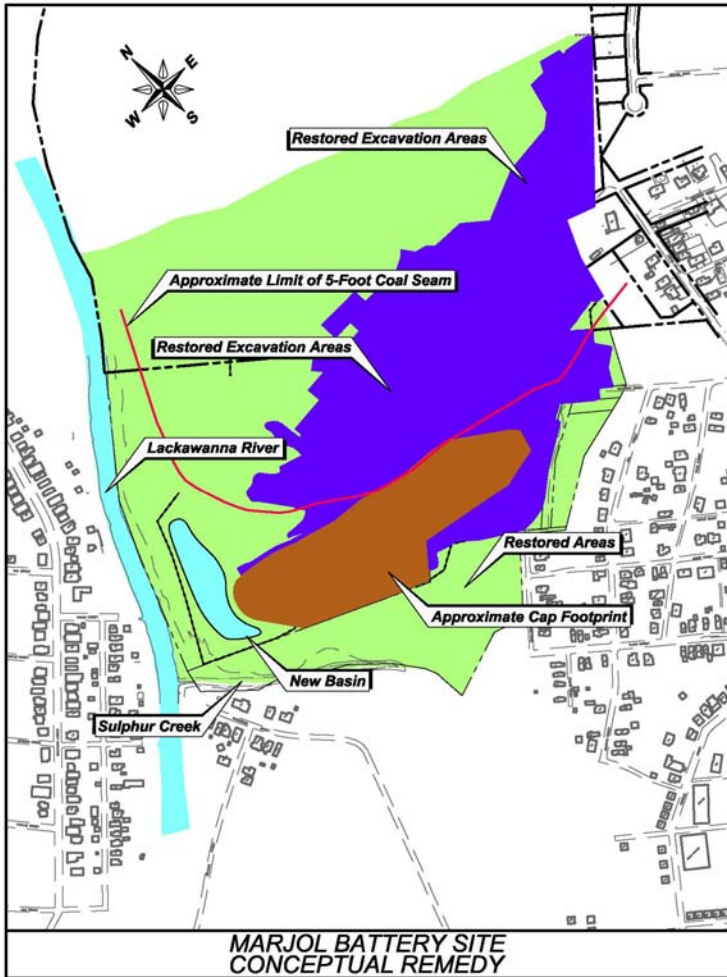 N
E
W
S
Restored Excavation Areas
Approximate Limit of 5-Foot Coal Seam
Restored Excavation Areas
Lackawanna River
Restored Areas
Approximate Cap Footprint
New Basin
Sulphur Creek
MARJOL BATTERY SITE
CONCEPTUAL REMEDY